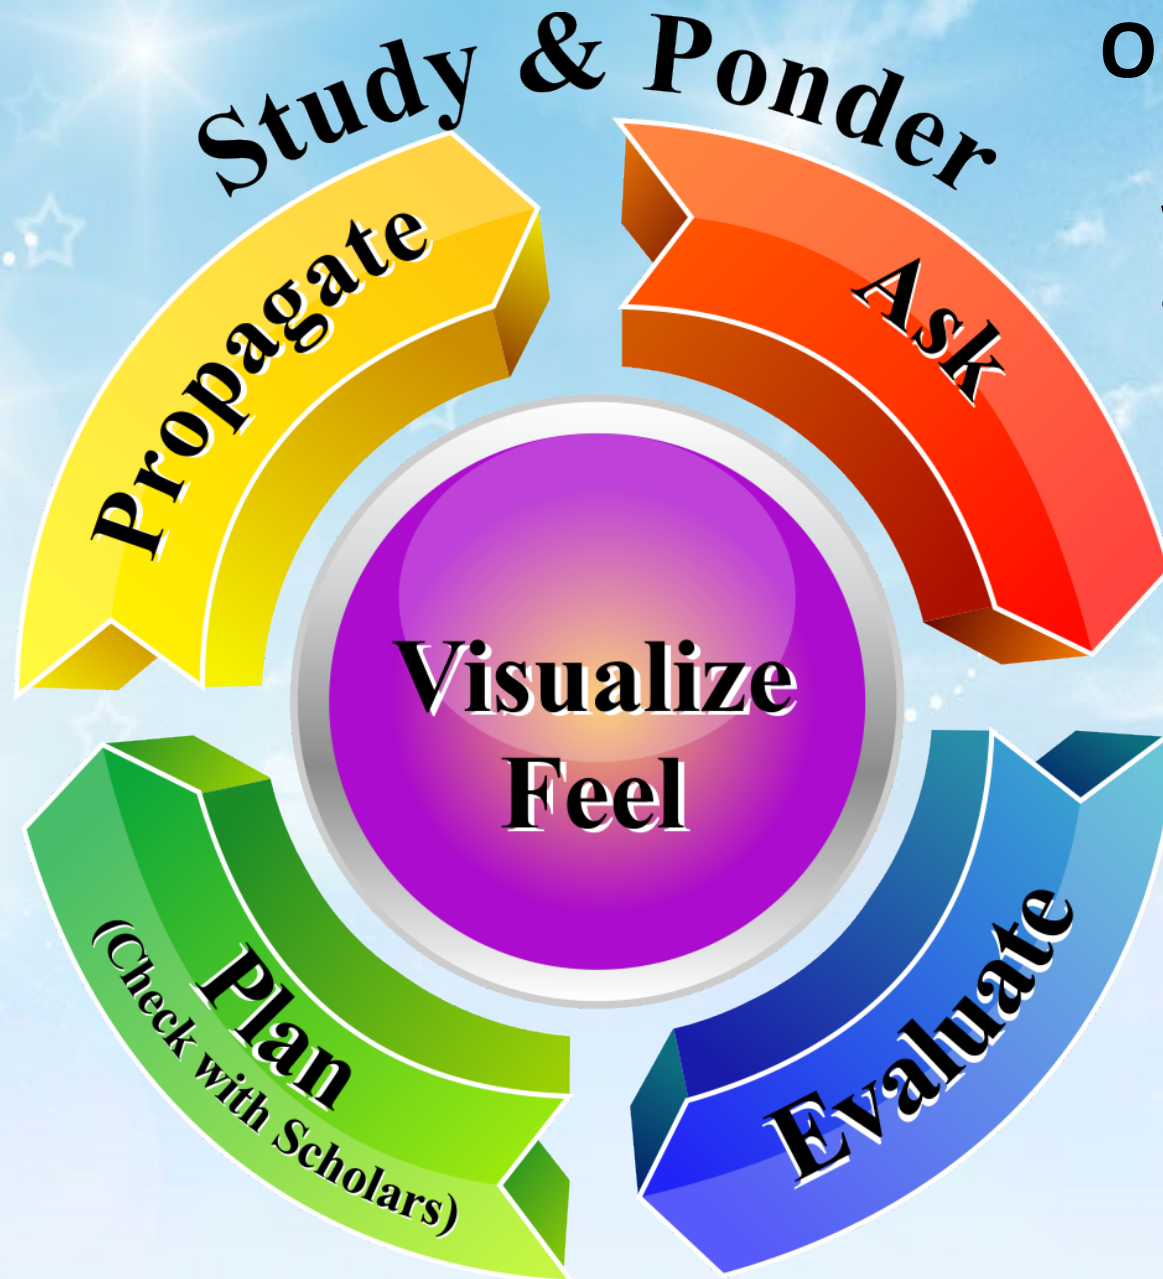 Study & Ponder
O
Propagate
Ask
Visualize
Feel
Evaluate
Plan
(Check with Scholars)